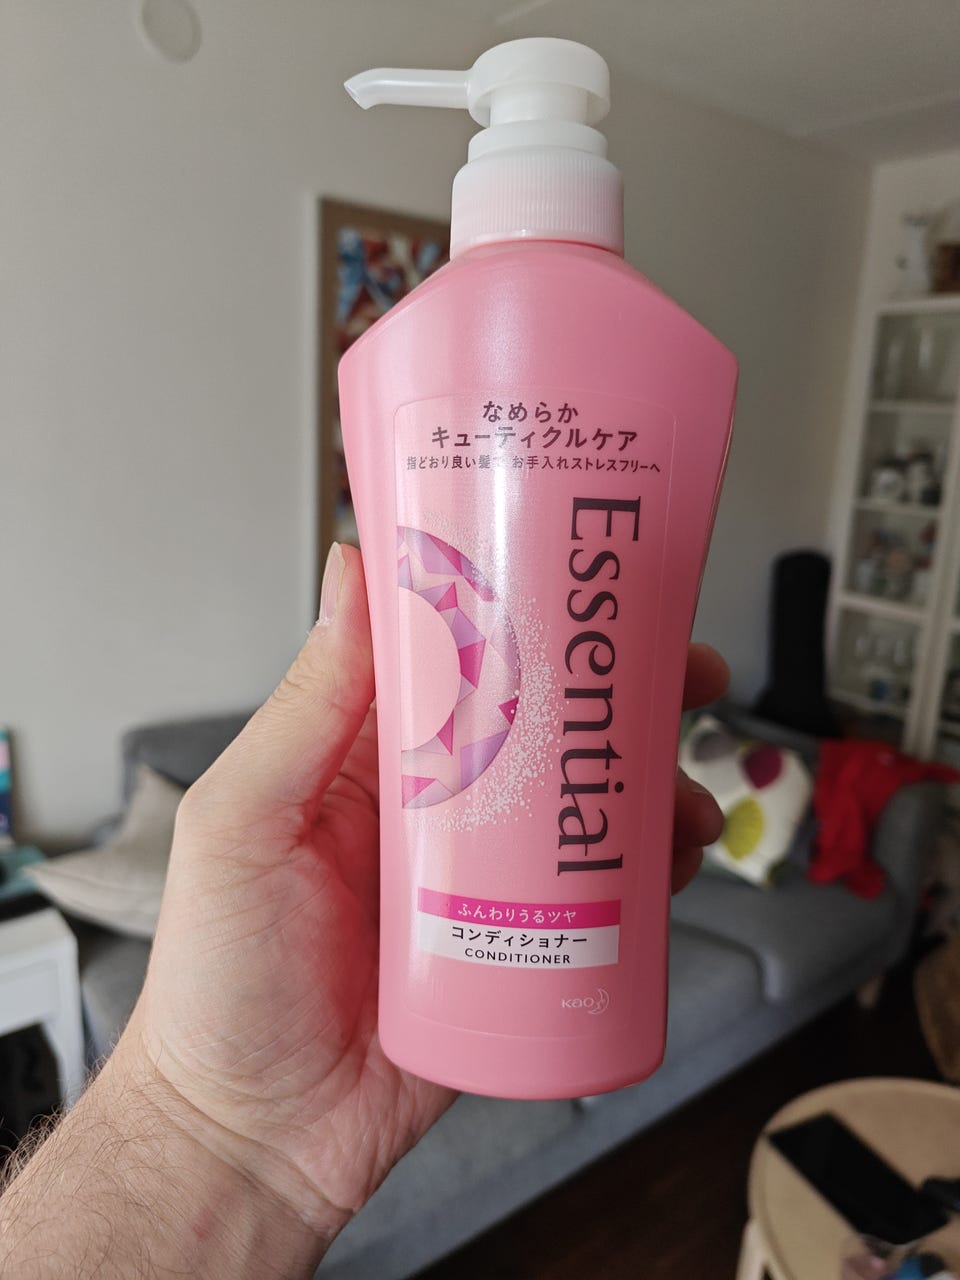 なめらか
キューティクルケア
指どおり良い髪で お手入れストレスフリーへ
Essential
ふんわりうるツヤ
コンディショナー
CONDITIONER
Kao